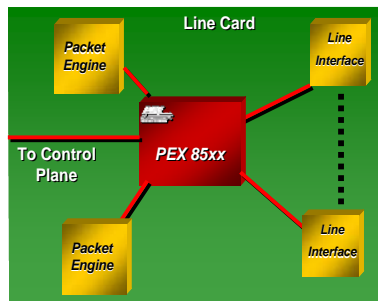 Line Card
Packet
Engine
Line
Interface
To Control
Plane
PEX 85xx
Packet
Engine
Line
Interface